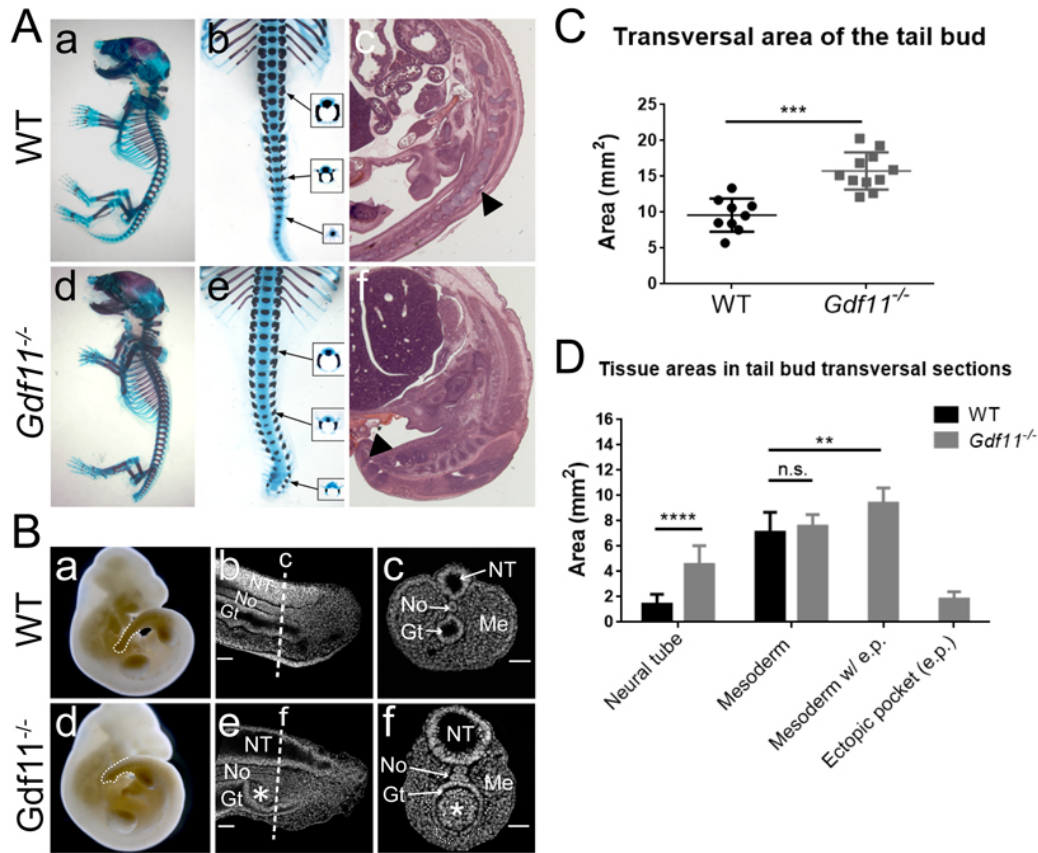 A
a
b
c
WT
d
e
f
Gdf11-/-
B
a
b
c
c
NT
No
Gt
NT
No
Gt
Me
WT
d
e
f
f
NT
No
Gt
*
NT
No
Gt
Me
*
Gdf11-/-
C
Transversal area of the tail bud
***
Area (mm²)
25
20
15
10
5
0
WT
Gdf11-/-
D
Tissue areas in tail bud transversal sections
WT
Gdf11-/-
Area (mm²)
16
14
12
10
8
6
4
2
0
****
n.s.
**
Neural tube
Mesoderm
Mesoderm w/ e.p.
Ectopic pocket (e.p.)